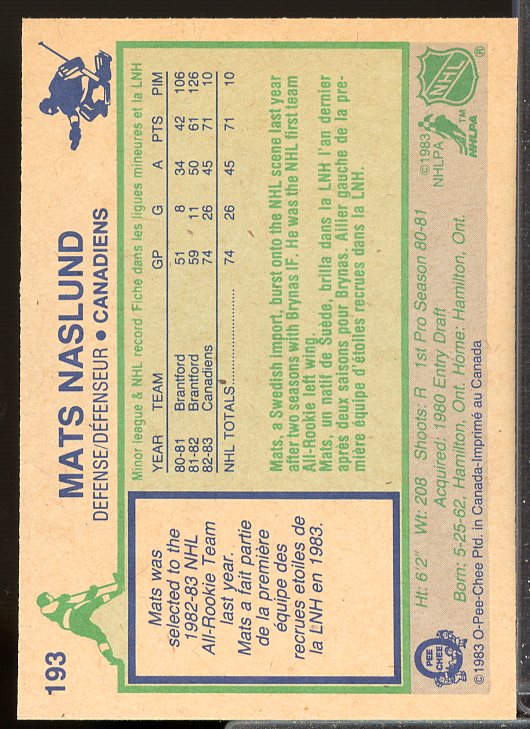 193
MATS NASLUND
DEFENSE/DÉFENSEUR • CANADIENS
Mats was
selected to the
1982-83 NHL
All-Rookie Team
last year.
Mats a fait partie
de la première
équipe des
recrues etoiles de
la LNH en 1983.
Minor league & NHL record Fiche dans les ligues mineures et la LNH
YEAR TEAM GP G A PTS PIM
80-81 Brantford 51 8 34 42 106
81-82 Brantford 59 11 50 61 126
82-83 Canadiens 74 26 45 71 10
NHL TOTALS 74 26 45 71 10
Mats, a Swedish import, burst onto the NHL scene last year
after two seasons with Brynas IF. He was the NHL first team
All-Rookie left wing.
Mats, un natif de Suède, brilla dans la LNH l'an dernier
après deux saisons pour Brynas. Ailier gauche de la pre-
mière équipe d'étoiles recrues dans la LNH.
Ht: 6'2" Wt: 208 Shoots: R 1st Pro Season 80-81
Acquired: 1980 Entry Draft
Born: 5-25 62, Hamilton, Ont. Home: Hamilton, Ont.
©1983 O-Pee-Chee Ptd. in Canada-Imprimé au Canada
O PEE CHEE
©1983
NHLPA
NHLPA
TM
NHL
®